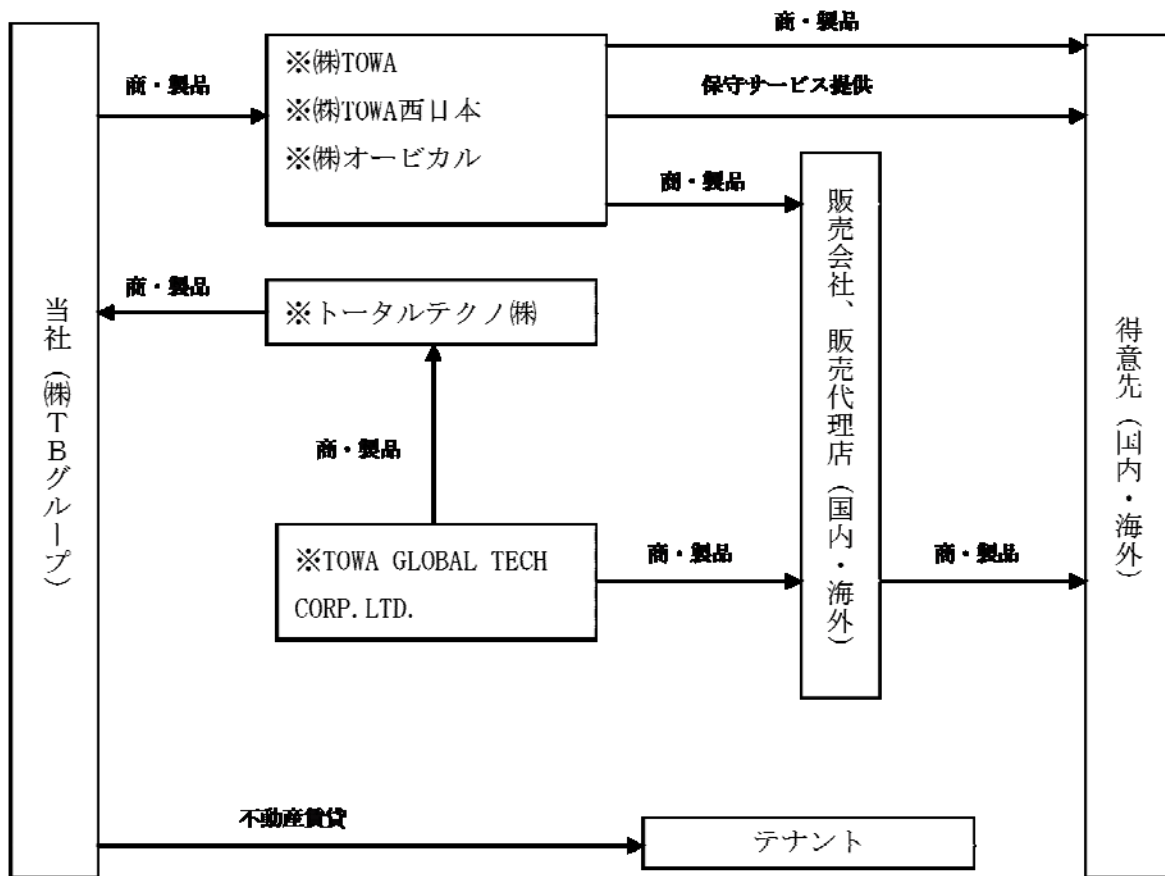 商・製品
※㈱TOWA
※㈱TOWA西日本
※㈱オービカル
商・製品
保守サービス提供
商・製品
商・製品
※トータルテクノ㈱
商・製品
※TOWA GLOBAL TECH
CORP.LTD.
商・製品
商・製品
当社(㈱TBグループ)
販売会社、販売代理店(国内・海外)
得意先(国内・海外)
不動産賃貸
テナント